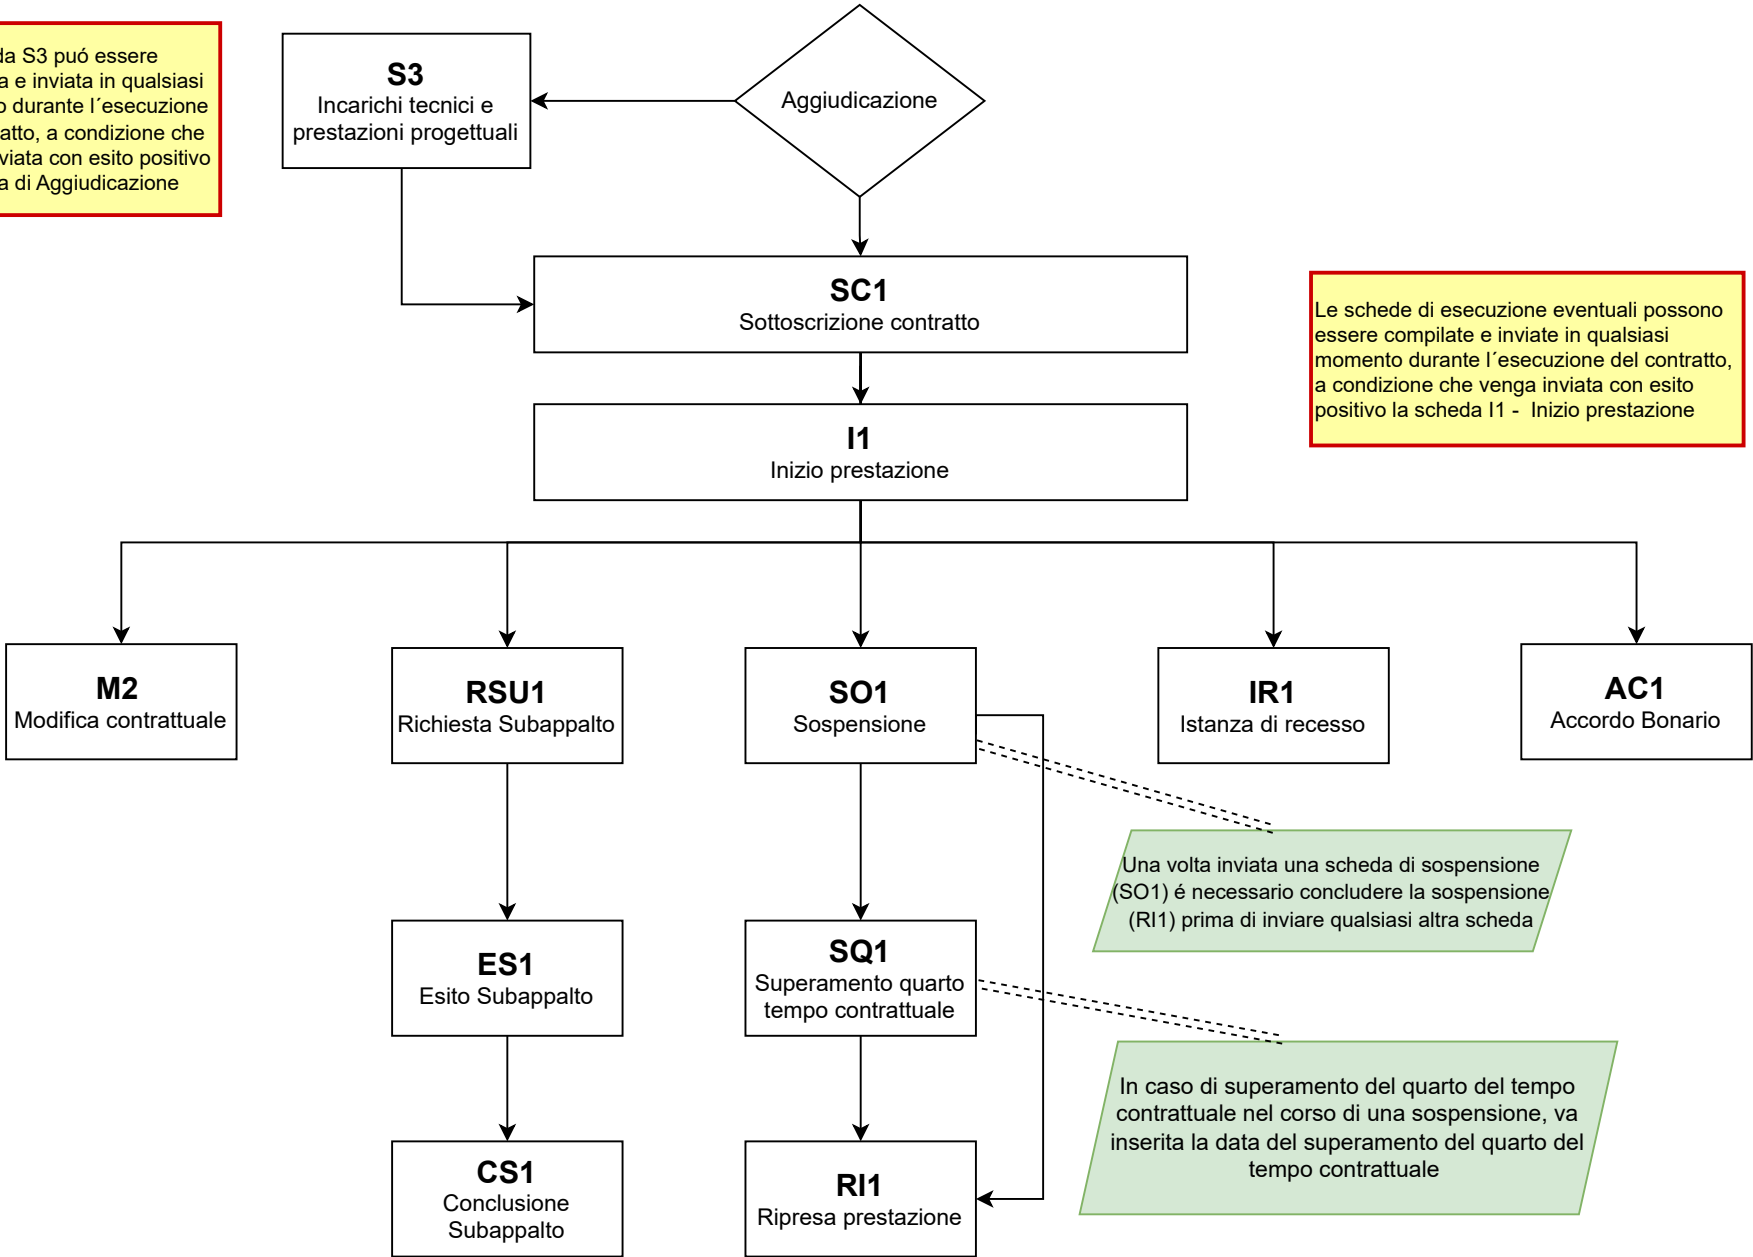 da S3 puó essere
a e inviata in qualsiasi
o durante l´esecuzione
atto, a condizione che
viata con esito positivo
a di Aggiudicazione
S3
Incarichi tecnici e
prestazioni progettuali
Aggiudicazione
SC1
Sottoscrizione contratto
Le schede di esecuzione eventuali possono
essere compilate e inviate in qualsiasi
momento durante l´esecuzione del contratto,
a condizione che venga inviata con esito
positivo la scheda I1 - Inizio prestazione
I1
Inizio prestazione
M2
Modifica contrattuale
RSU1
Richiesta Subappalto
SO1
Sospensione
IR1
Istanza di recesso
AC1
Accordo Bonario
Una volta inviata una scheda di sospensione
(SO1) é necessario concludere la sospensione
(RI1) prima di inviare qualsiasi altra scheda
ES1
Esito Subappalto
SQ1
Superamento quarto
tempo contrattuale
In caso di superamento del quarto del tempo
contrattuale nel corso di una sospensione, va
inserita la data del superamento del quarto del
tempo contrattuale
CS1
Conclusione
Subappalto
RI1
Ripresa prestazione